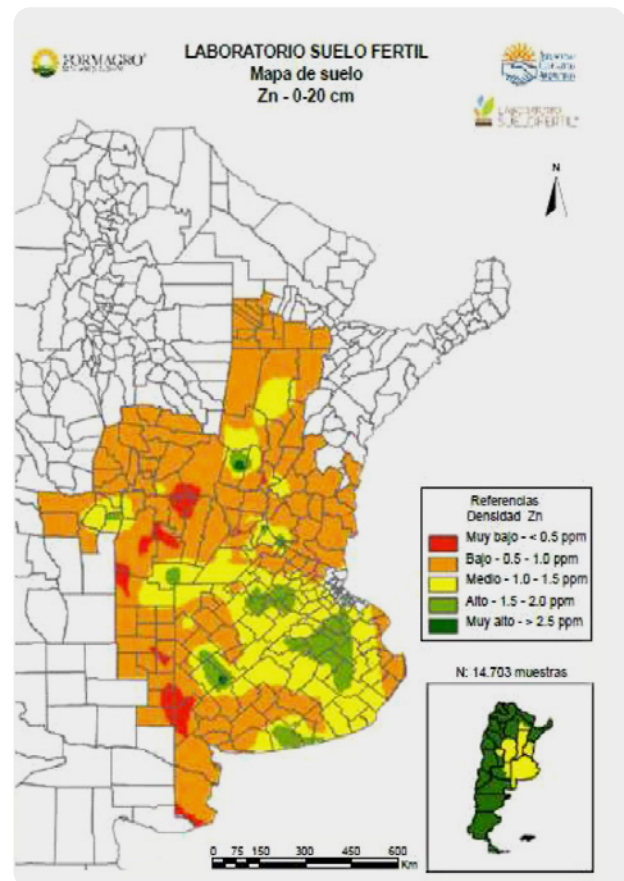 FORMAGRO
LABORATORIO SUELO FERTIL
Mapa de suelo
Zn - 0-20 cm
LABORATORIO
SUELOFERTIL
N
Referencias
Densidad Zn
Muy bajo - < 0.5 ppm
Bajo - 0.5 - 1.0 ppm
Medio - 1.0 - 1.5 ppm
Alto - 1.5 - 2.0 ppm
Muy alto - > 2.5 ppm
N: 14.703 muestras
0 75 150 300 450 600
Km